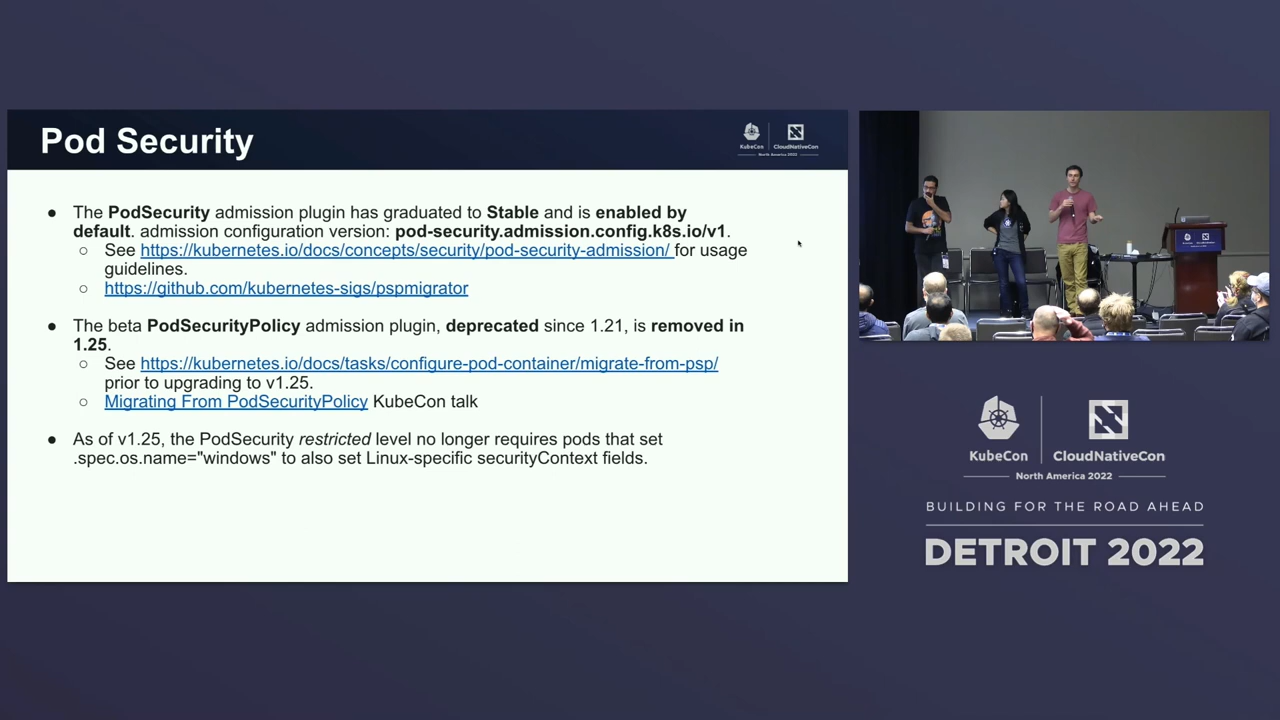 Pod Security
KubeCon
CloudNativeCon
North America 2022
● The PodSecurity admission plugin has graduated to Stable and is enabled by
default. admission configuration version: pod-security.admission.config.k8s.io/v1.
○ See https://kubernetes.io/docs/concepts/security/pod-security-admission/ for usage
guidelines.
○ https://github.com/kubernetes-sigs/pspmigrator
● The beta PodSecurityPolicy admission plugin, deprecated since 1.21, is removed in
1.25.
○ See https://kubernetes.io/docs/tasks/configure-pod-container/migrate-from-psp/
prior to upgrading to v1.25.
○ Migrating From PodSecurityPolicy KubeCon talk
● As of v1.25, the PodSecurity restricted level no longer requires pods that set
.spec.os.name="windows" to also set Linux-specific securityContext fields.
KubeCon
CloudNativeCon
North America 2022
BUILDING FOR THE ROAD AHEAD
DETROIT 2022